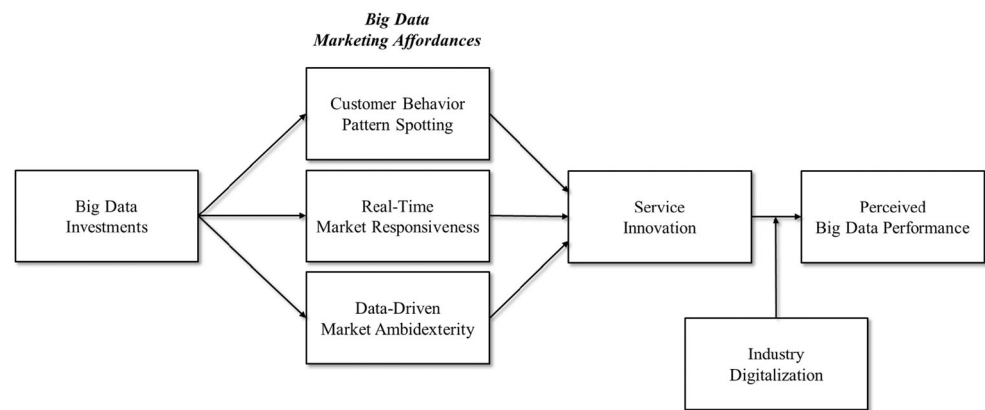 Big Data
Marketing Affordances
Customer Behavior
Pattern Spotting
Big Data
Investments
Real-Time
Market Responsiveness
Service
Innovation
Perceived
Big Data Performance
Data-Driven
Market Ambidexterity
Industry
Digitalization